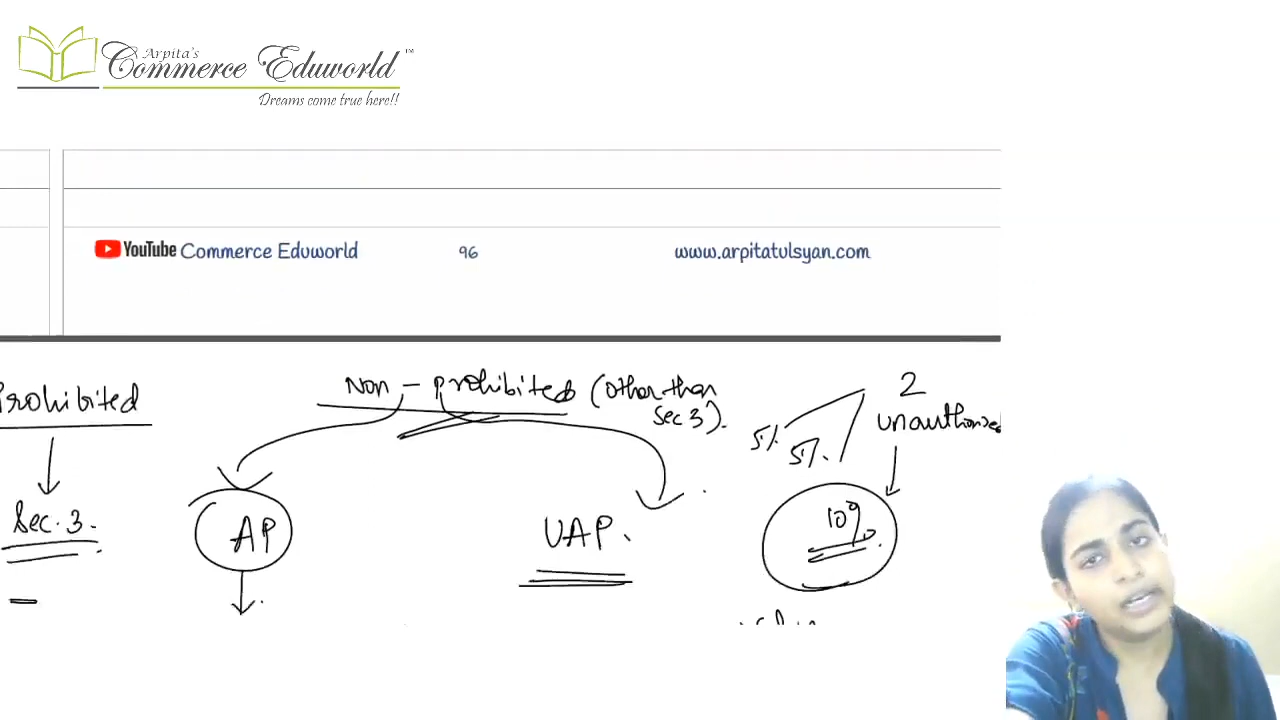 Arpita's
Commerce Eduworld™
Dreams come true here!!
YouTube Commerce Eduworld
96
www.arpitatulsyan.com
Prohibited
Non - prohibited (other than
Sec 3).
2
unauthorised
5%
5%.
Sec. 3.
AP
UAP.
10%.